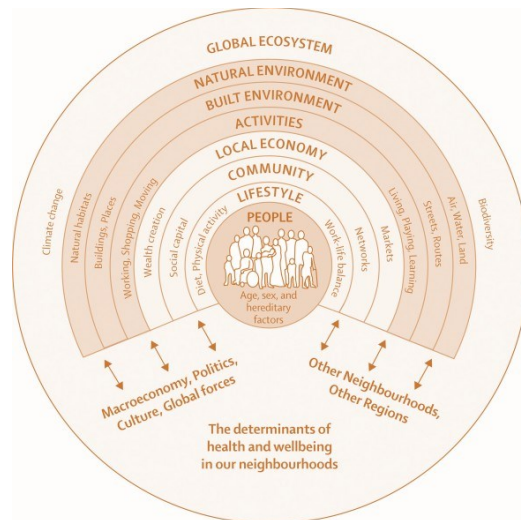 GLOBAL ECOSYSTEM
NATURAL ENVIRONMENT
BUILT ENVIRONMENT
ACTIVITIES
LOCAL ECONOMY
COMMUNITY
LIFESTYLE
PEOPLE
Age, sex, and
hereditary
factors
Climate change
Natural habitats
Buildings, Places
Working, Shopping, Moving
Wealth creation
Social capital
Diet, Physical activity
Work-life balance
Networks
Markets
Living, Playing, Learning
Streets, Routes
Air, Water, Land
Biodiversity
Macroeconomy, Politics,
Culture, Global forces
Other Neighbourhoods,
Other Regions
The determinants of
health and wellbeing
in our neighbourhoods